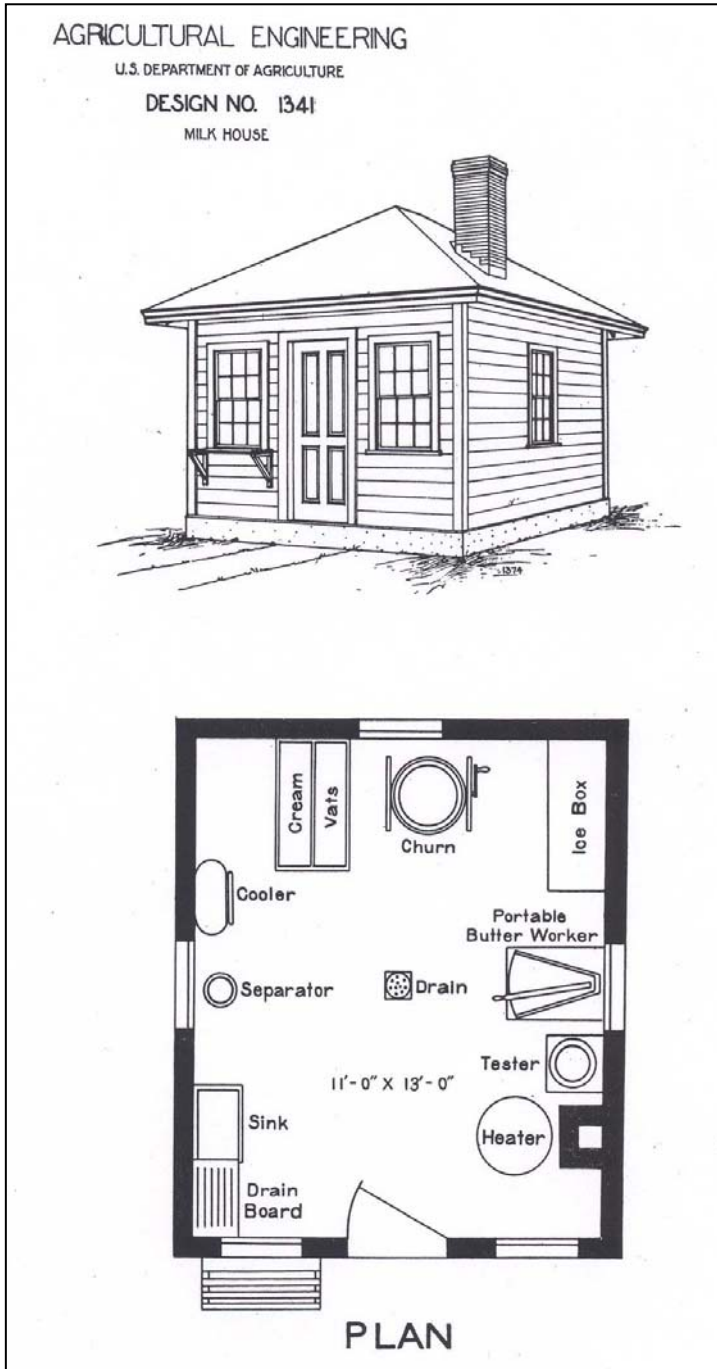 AGRICULTURAL ENGINEERING
U.S. DEPARTMENT OF AGRICULTURE
DESIGN NO. 1341
MILK HOUSE
1374
Cream
Vats
Churn
Ice Box
Cooler
Portable
Butter Worker
Separator
Drain
Tester
11'-0" X 13'-0"
Sink
Heater
Drain
Board
PLAN